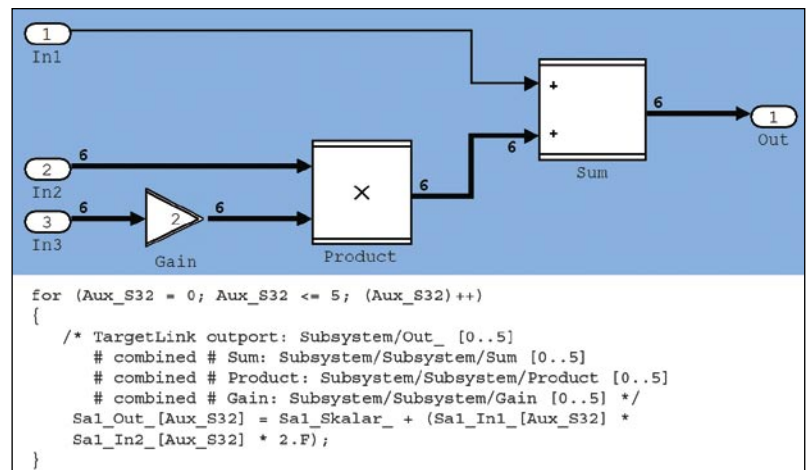 1
In1
6
+
6
1
Out
+
6
Sum
6
2
In2
×
6
6
3
In3
2
6
Gain
Product
for (Aux_S32 = 0; Aux_S32 <= 5; (Aux_S32)++)
{
/* TargetLink outport: Subsystem/Out_ [0..5]
# combined # Sum: Subsystem/Subsystem/Sum [0..5]
# combined # Product: Subsystem/Subsystem/Product [0..5]
# combined # Gain: Subsystem/Subsystem/Gain [0..5] */
Sa1_Out_[Aux_S32] = Sa1_Skalar_ + (Sa1_In1_[Aux_S32] *
Sa1_In2_[Aux_S32] * 2.F);
}